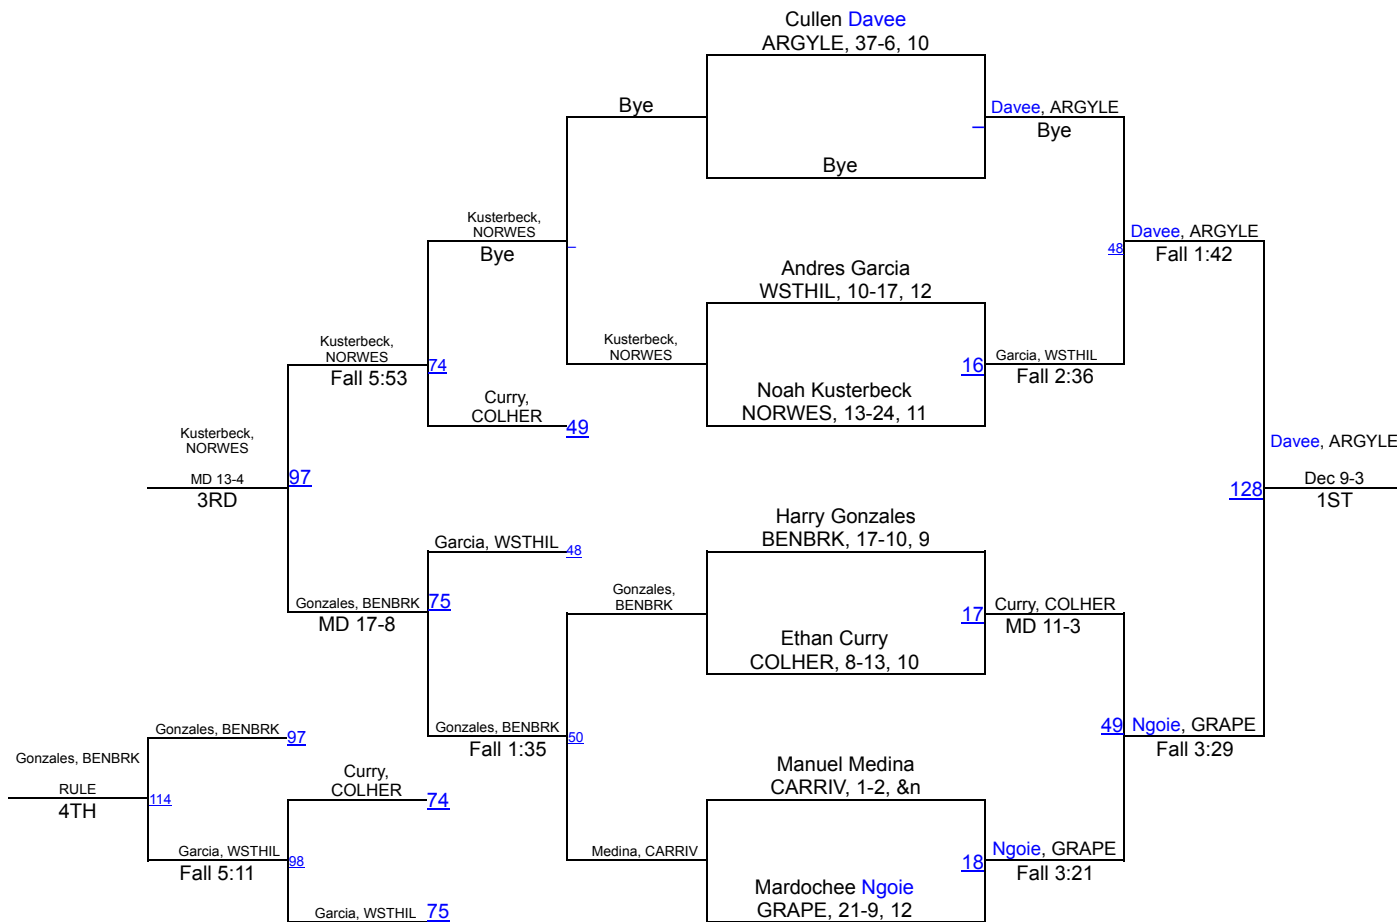 Cullen Davee
ARGYLE, 37-6, 10
Bye
Davee, ARGYLE
–
Bye
Bye
Kusterbeck,
NORWES
–
Bye
Davee, ARGYLE
48
Fall 1:42
Andres Garcia
WSTHIL, 10-17, 12
Kusterbeck,
NORWES
74
Fall 5:53
Kusterbeck,
NORWES
16
Garcia, WSTHIL
Fall 2:36
Noah Kusterbeck
NORWES, 13-24, 11
Curry,
COLHER
49
Kusterbeck,
NORWES
97
MD 13-4
3RD
Davee, ARGYLE
128
Dec 9-3
1ST
Harry Gonzales
BENBRK, 17-10, 9
Garcia, WSTHIL
48
Gonzales, BENBRK
75
MD 17-8
Gonzales,
BENBRK
17
Curry, COLHER
MD 11-3
Ethan Curry
COLHER, 8-13, 10
Gonzales, BENBRK
97
Gonzales, BENBRK
50
Fall 1:35
49
Ngoie, GRAPE
Fall 3:29
Gonzales, BENBRK
RULE
4TH
114
Curry,
COLHER
74
Manuel Medina
CARRIV, 1-2, &n
Garcia, WSTHIL
98
Fall 5:11
Medina, CARRIV
18
Ngoie, GRAPE
Fall 3:21
Garcia, WSTHIL
75
Mardochee Ngoie
GRAPE, 21-9, 12